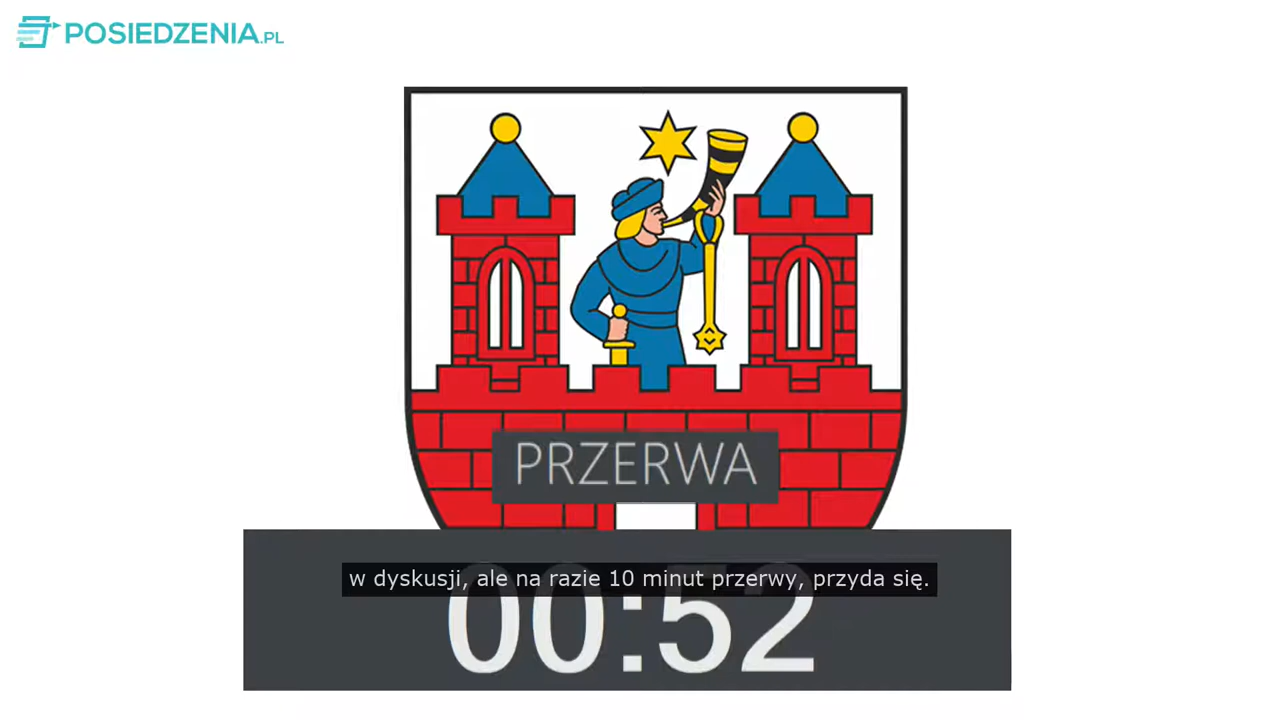 POSIEDZENIA.PL
PRZERWA
w dyskusji, ale na razie 10 minut przerwy, przyda się.
00:52